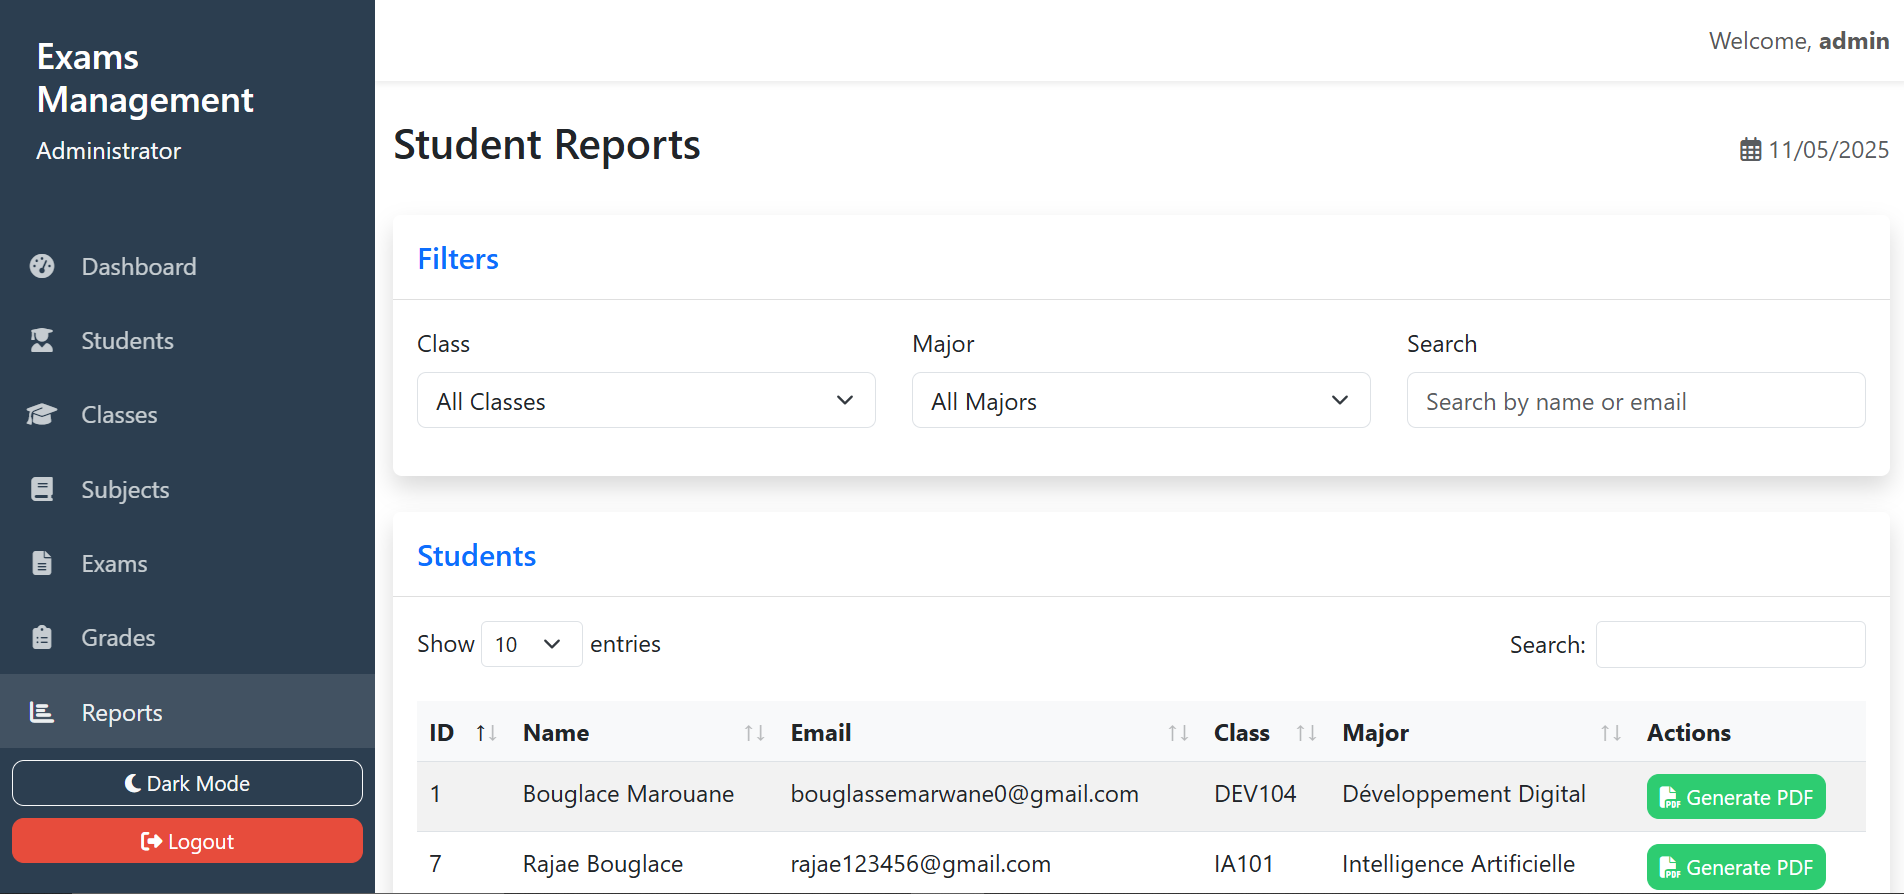 Exams
Management
Administrator
Dashboard
Students
Classes
Subjects
Exams
Grades
Reports
Dark Mode
Logout
Welcome, admin
Student Reports
11/05/2025
Filters
Class
Major
Search
All Classes
All Majors
Search by name or email
Students
Show 10 entries
Search:
ID Name Email Class Major Actions
1 Bouglace Marouane bouglassemarwane0@gmail.com DEV104 Développement Digital PDF Generate PDF
7 Rajae Bouglace rajae123456@gmail.com IA101 Intelligence Artificielle PDF Generate PDF